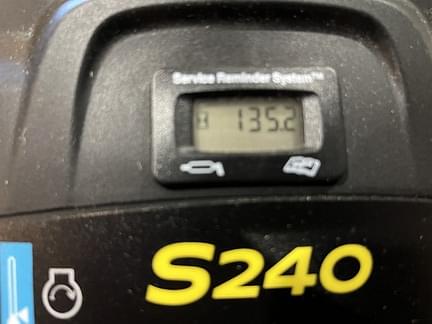 Service Reminder System™
135.2
S240